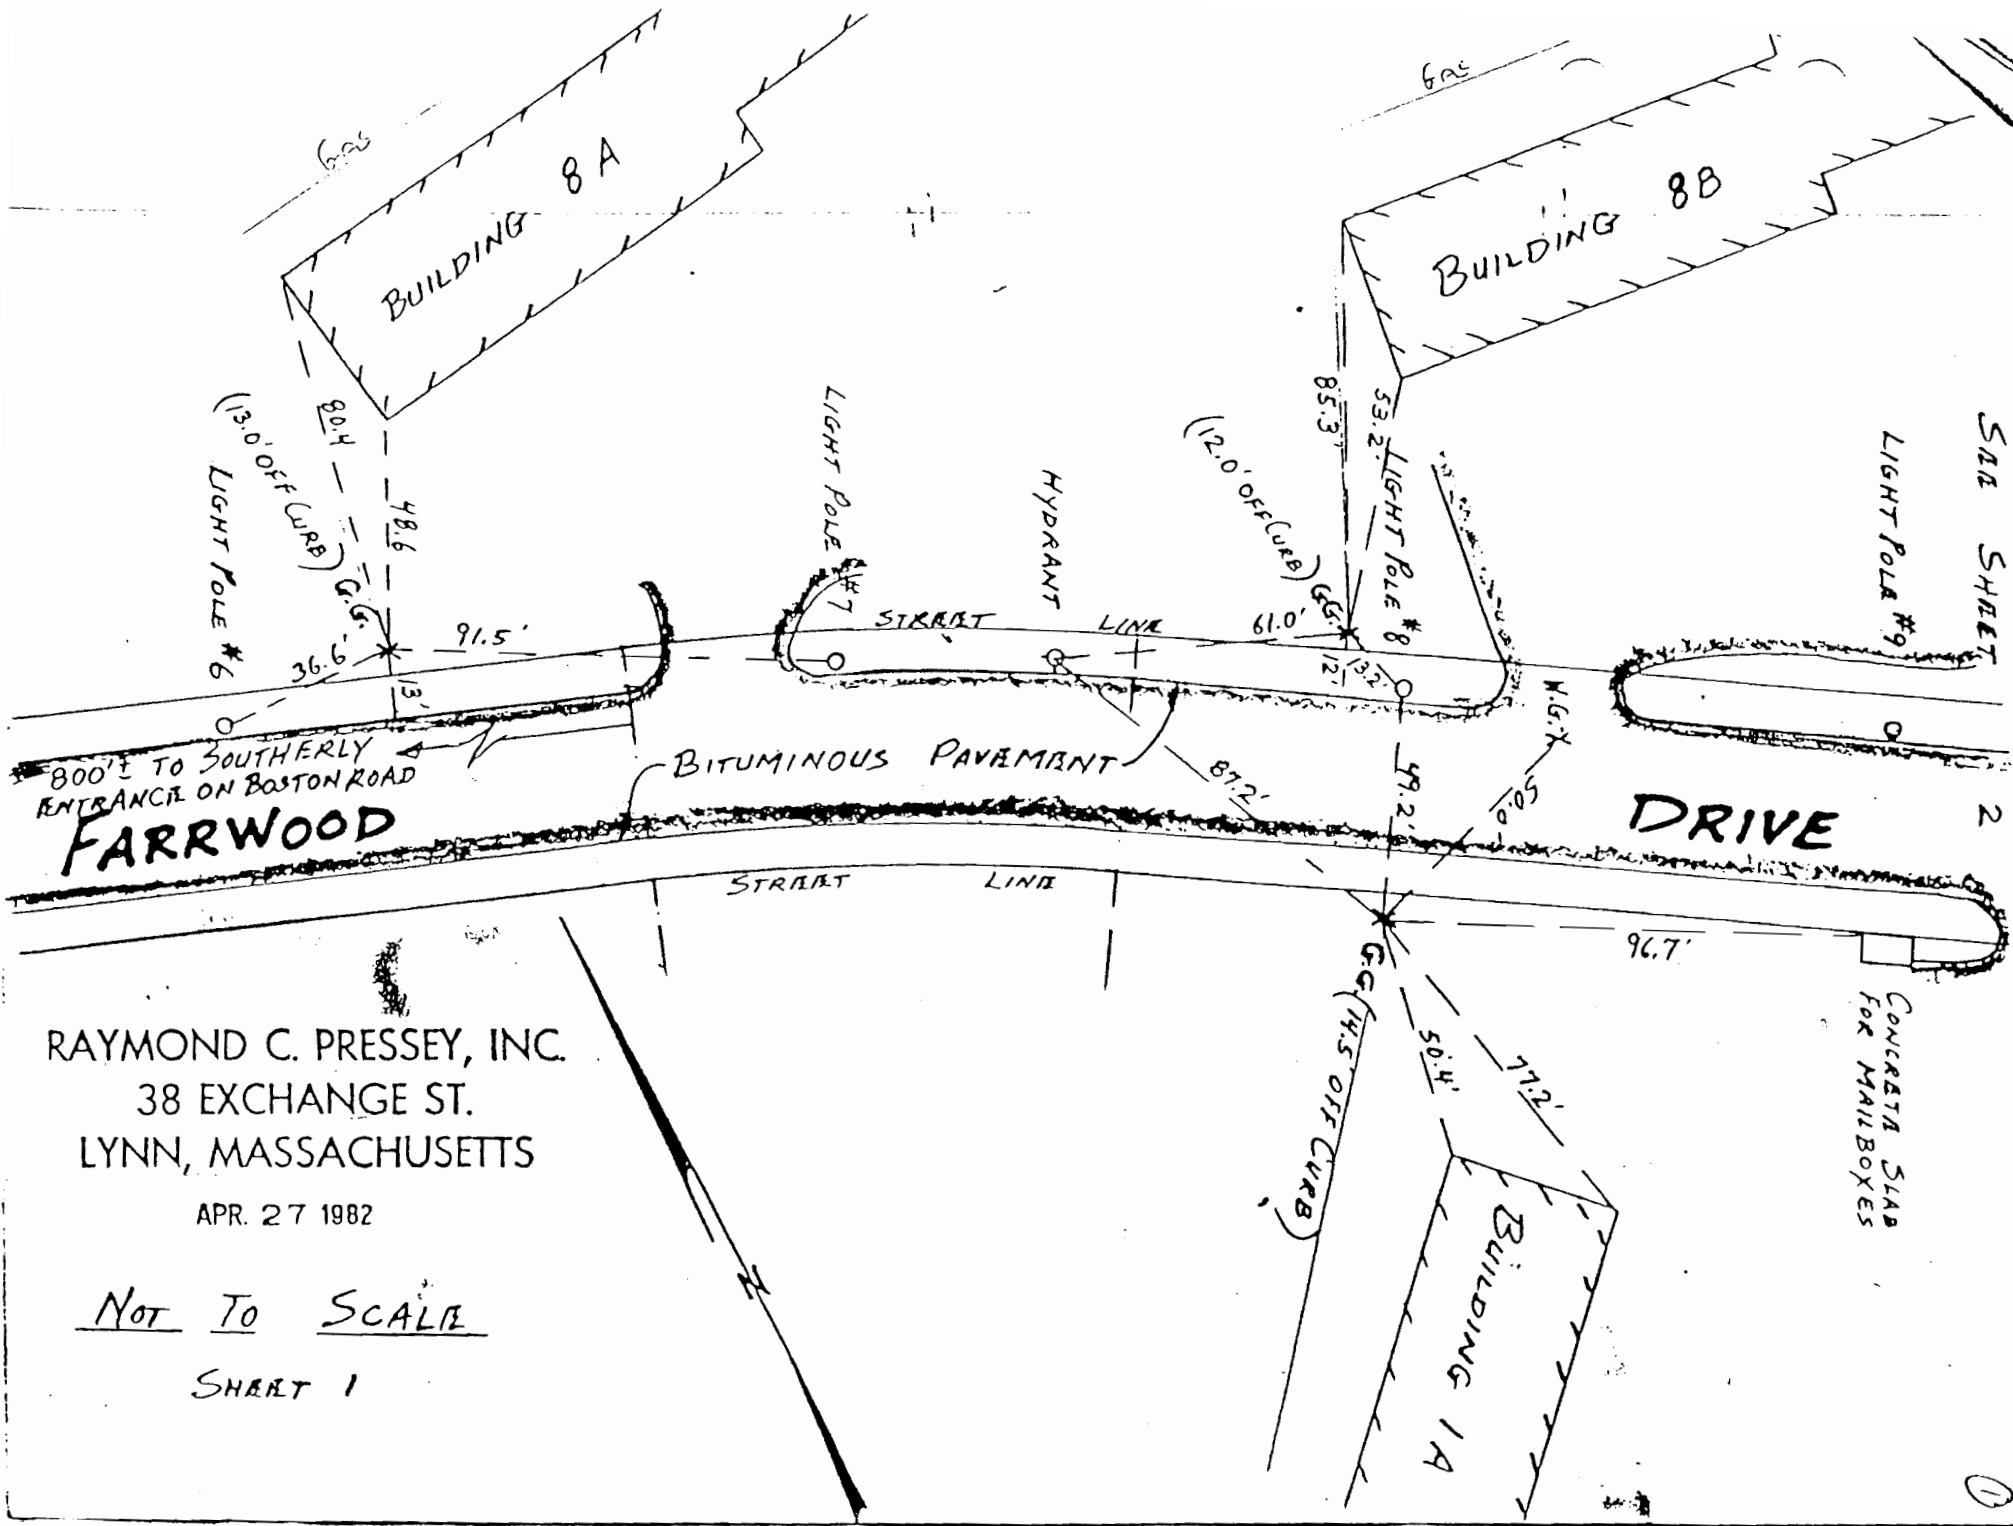 GAS
BUILDING 8A
GAS
BUILDING 8B
80.4
48.6
(13.0' OFF CURB) G.G.
LIGHT POLE #6
36.6'
91.5'
13'
LIGHT POLE #7
STREET LINE
HYDRANT
61.0'
(12.0' OFF CURB) G.G.
85.3'
53.2'
LIGHT POLE #8
12'
13.2'
W.G.
LIGHT POLE #9
SEE SHEET 2
800'± TO SOUTHERLY
ENTRANCE ON BOSTON ROAD
BITUMINOUS PAVEMENT
87.2'
49.2'
50.0
FARRWOOD DRIVE
STREET LINE
96.7'
G.G. (14.5' OFF CURB)
50.4'
77.2'
CONCRETE SLAB
FOR MAILBOXES
BUILDING 1A
RAYMOND C. PRESSEY, INC.
38 EXCHANGE ST.
LYNN, MASSACHUSETTS
APR. 27 1982
NOT TO SCALE
SHEET 1
N
1